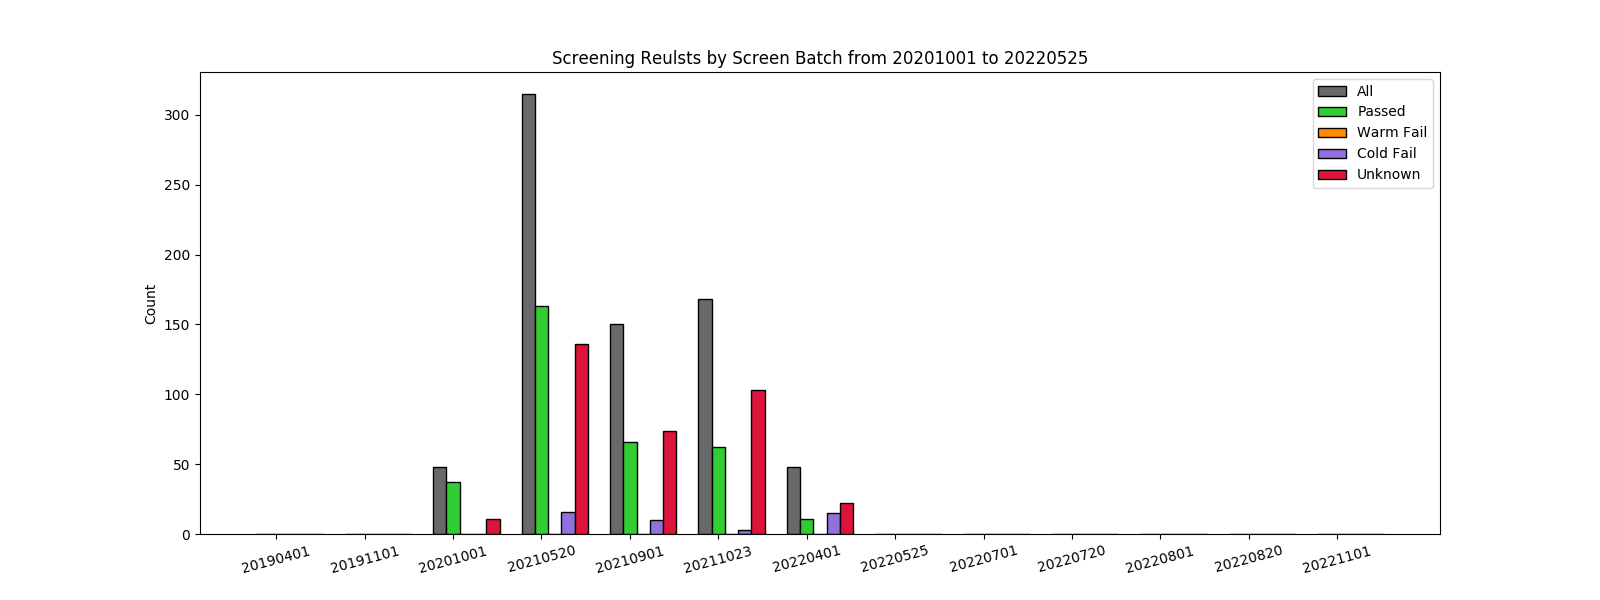 Screening Reulsts by Screen Batch from 20201001 to 20220525
All
Passed
Warm Fail
Cold Fail
Unknown
Count
300
250
200
150
100
50
0
20190401
20191101
20201001
20210520
20210901
20211023
20220401
20220525
20220701
20220720
20220801
20220820
20221101